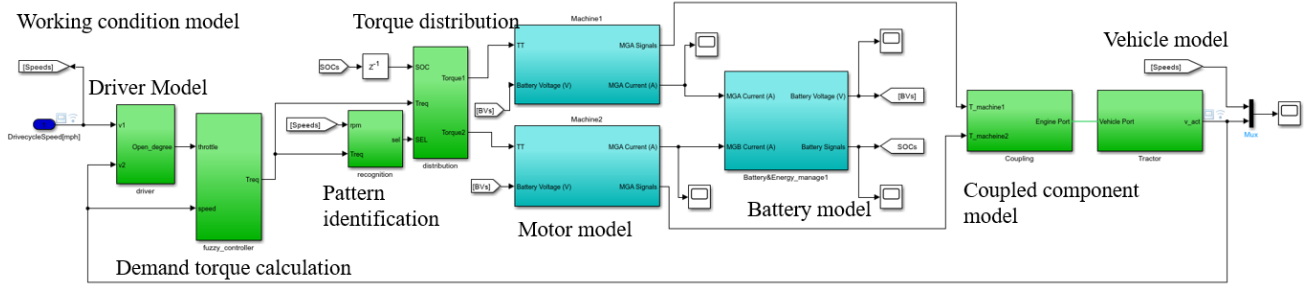 Working condition model
[Speeds]
DrivecycleSpeed[mph]
Driver Model
v1
v2
Open_degree
driver
throttle
speed
Treq
fuzzy_controller
Demand torque calculation
SOCs
z-1
[Speeds]
rpm
Treq
sel
recognition
Pattern
identification
Torque distribution
SOC
Treq
SEL
Torque1
Torque2
distribution
Machine1
TT
Battery Voltage (V)
MGA Signals
MGA Current (A)
[BVs]
Machine2
TT
Battery Voltage (V)
MGA Current (A)
MGA Signals
[BVs]
Motor model
MGA Current (A)
MGB Current (A)
Battery Voltage (V)
Battery Signals
Battery&Energy_manage1
[BVs]
SOCs
Battery model
T_machine1
T_macheine2
Engine Port
Coupling
Coupled component
model
Vehicle model
[Speeds]
Vehicle Port
v_act
Tractor
Mux